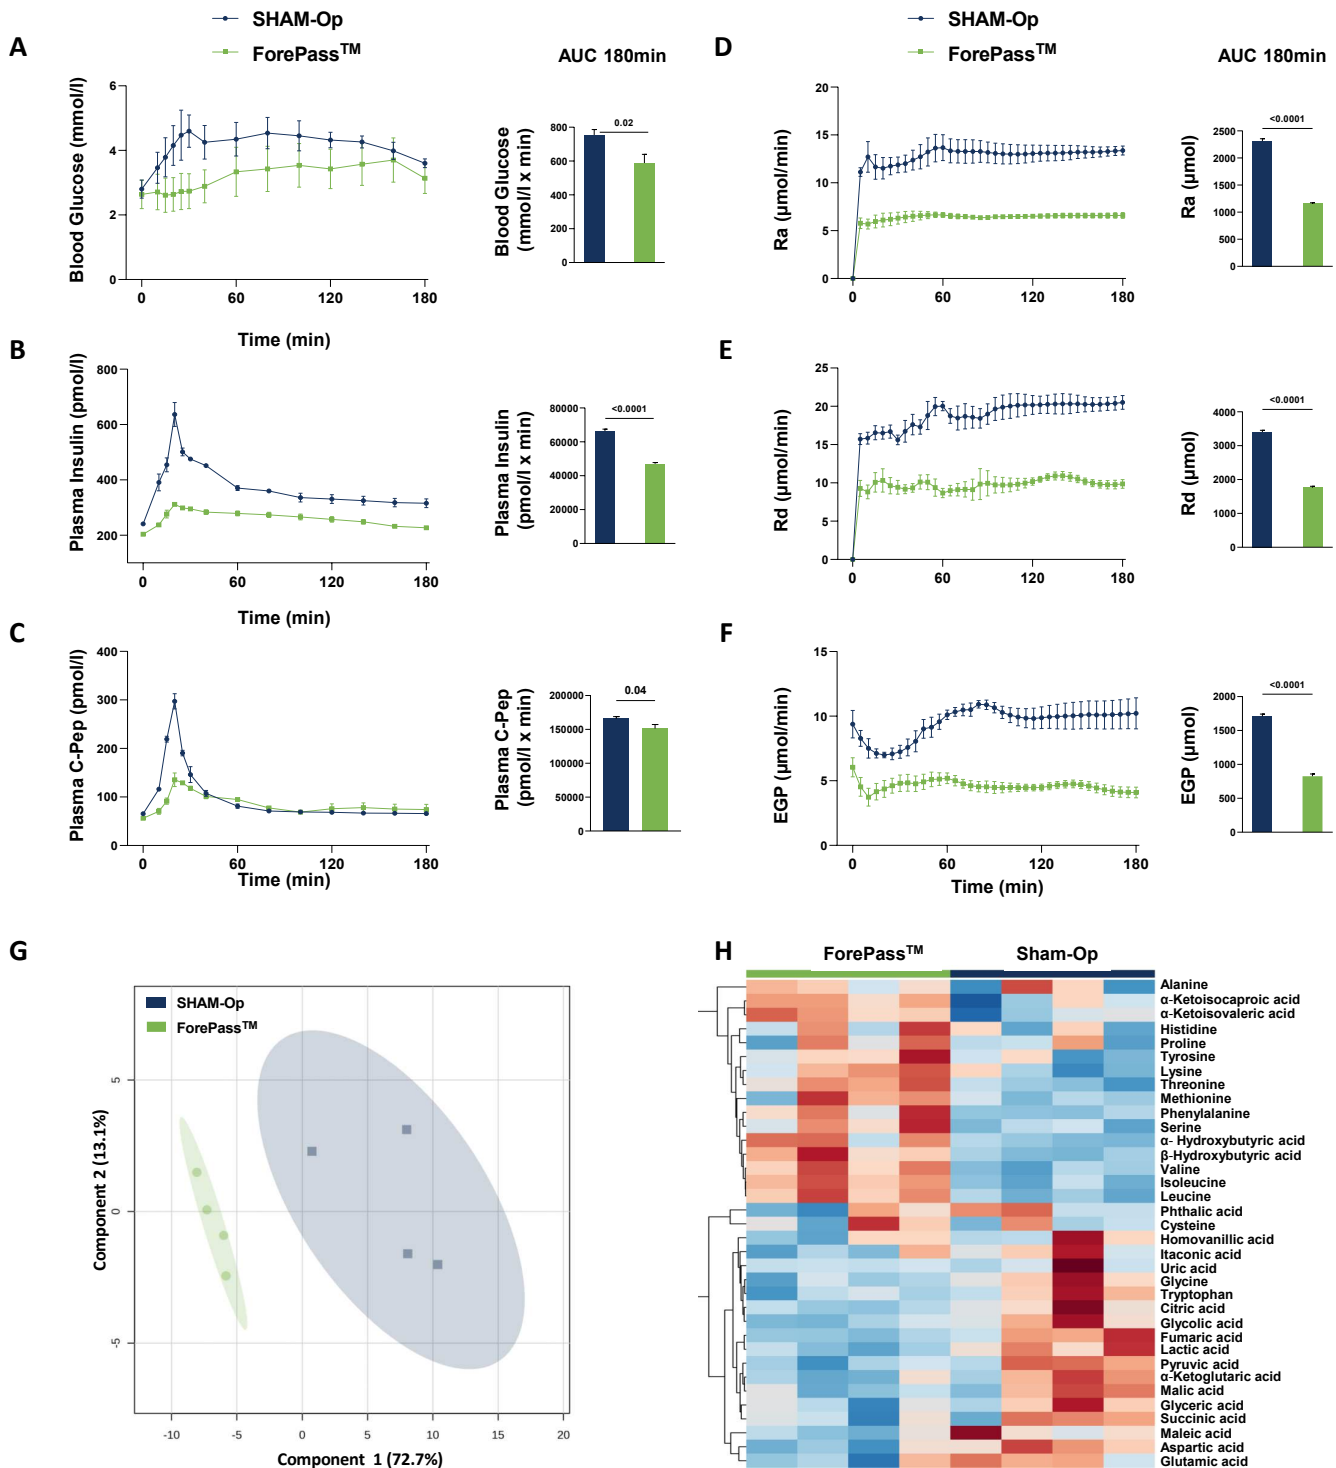 SHAM-Op
ForePass™
A
AUC 180min
Blood Glucose (mmol/l)
6
4
2
0
0
60
120
180
Time (min)
Blood Glucose
(mmol/l x min)
800
600
400
200
0
0.02
B
Plasma Insulin (pmol/l)
800
600
400
200
0
60
120
180
Time (min)
Plasma Insulin
(pmol/l x min)
80000
60000
40000
20000
0
<0.0001
C
Plasma C-Pep (pmol/l)
400
300
200
100
0
0
60
120
180
Time (min)
Plasma C-Pep
(pmol/l x min)
200000
150000
100000
50000
0
0.04
SHAM-Op
ForePass™
D
AUC 180min
Ra (μmol/min)
20
15
10
5
0
0
60
120
180
Ra (μmol)
2500
2000
1500
1000
500
0
<0.0001
E
Rd (μmol/min)
25
20
15
10
5
0
0
60
120
180
Rd (μmol)
4000
3000
2000
1000
0
<0.0001
F
EGP (μmol/min)
15
10
5
0
0
60
120
180
Time (min)
EGP (μmol)
2000
1500
1000
500
0
<0.0001
G
SHAM-Op
ForePass™
Component 2 (13.1%)
5
0
-5
-10
-5
0
5
10
15
20
Component 1 (72.7%)
H
ForePass™ Sham-Op
Alanine
α-Ketoisocaproic acid
α-Ketoisovaleric acid
Histidine
Proline
Tyrosine
Lysine
Threonine
Methionine
Phenylalanine
Serine
α- Hydroxybutyric acid
β-Hydroxybutyric acid
Valine
Isoleucine
Leucine
Phthalic acid
Cysteine
Homovanillic acid
Itaconic acid
Uric acid
Glycine
Tryptophan
Citric acid
Glycolic acid
Fumaric acid
Lactic acid
Pyruvic acid
α-Ketoglutaric acid
Malic acid
Glyceric acid
Succinic acid
Maleic acid
Aspartic acid
Glutamic acid